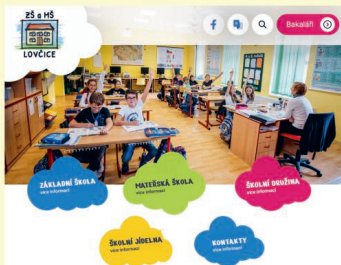 ZŠ a MŠ
LOVČICE
Bakaláři
ZÁKLADNÍ ŠKOLA
více informací
MATEŘSKÁ ŠKOLA
více informací
ŠKOLNÍ DRUŽINA
více informací
ŠKOLNÍ JÍDELNA
více informací
KONTAKTY
více informací